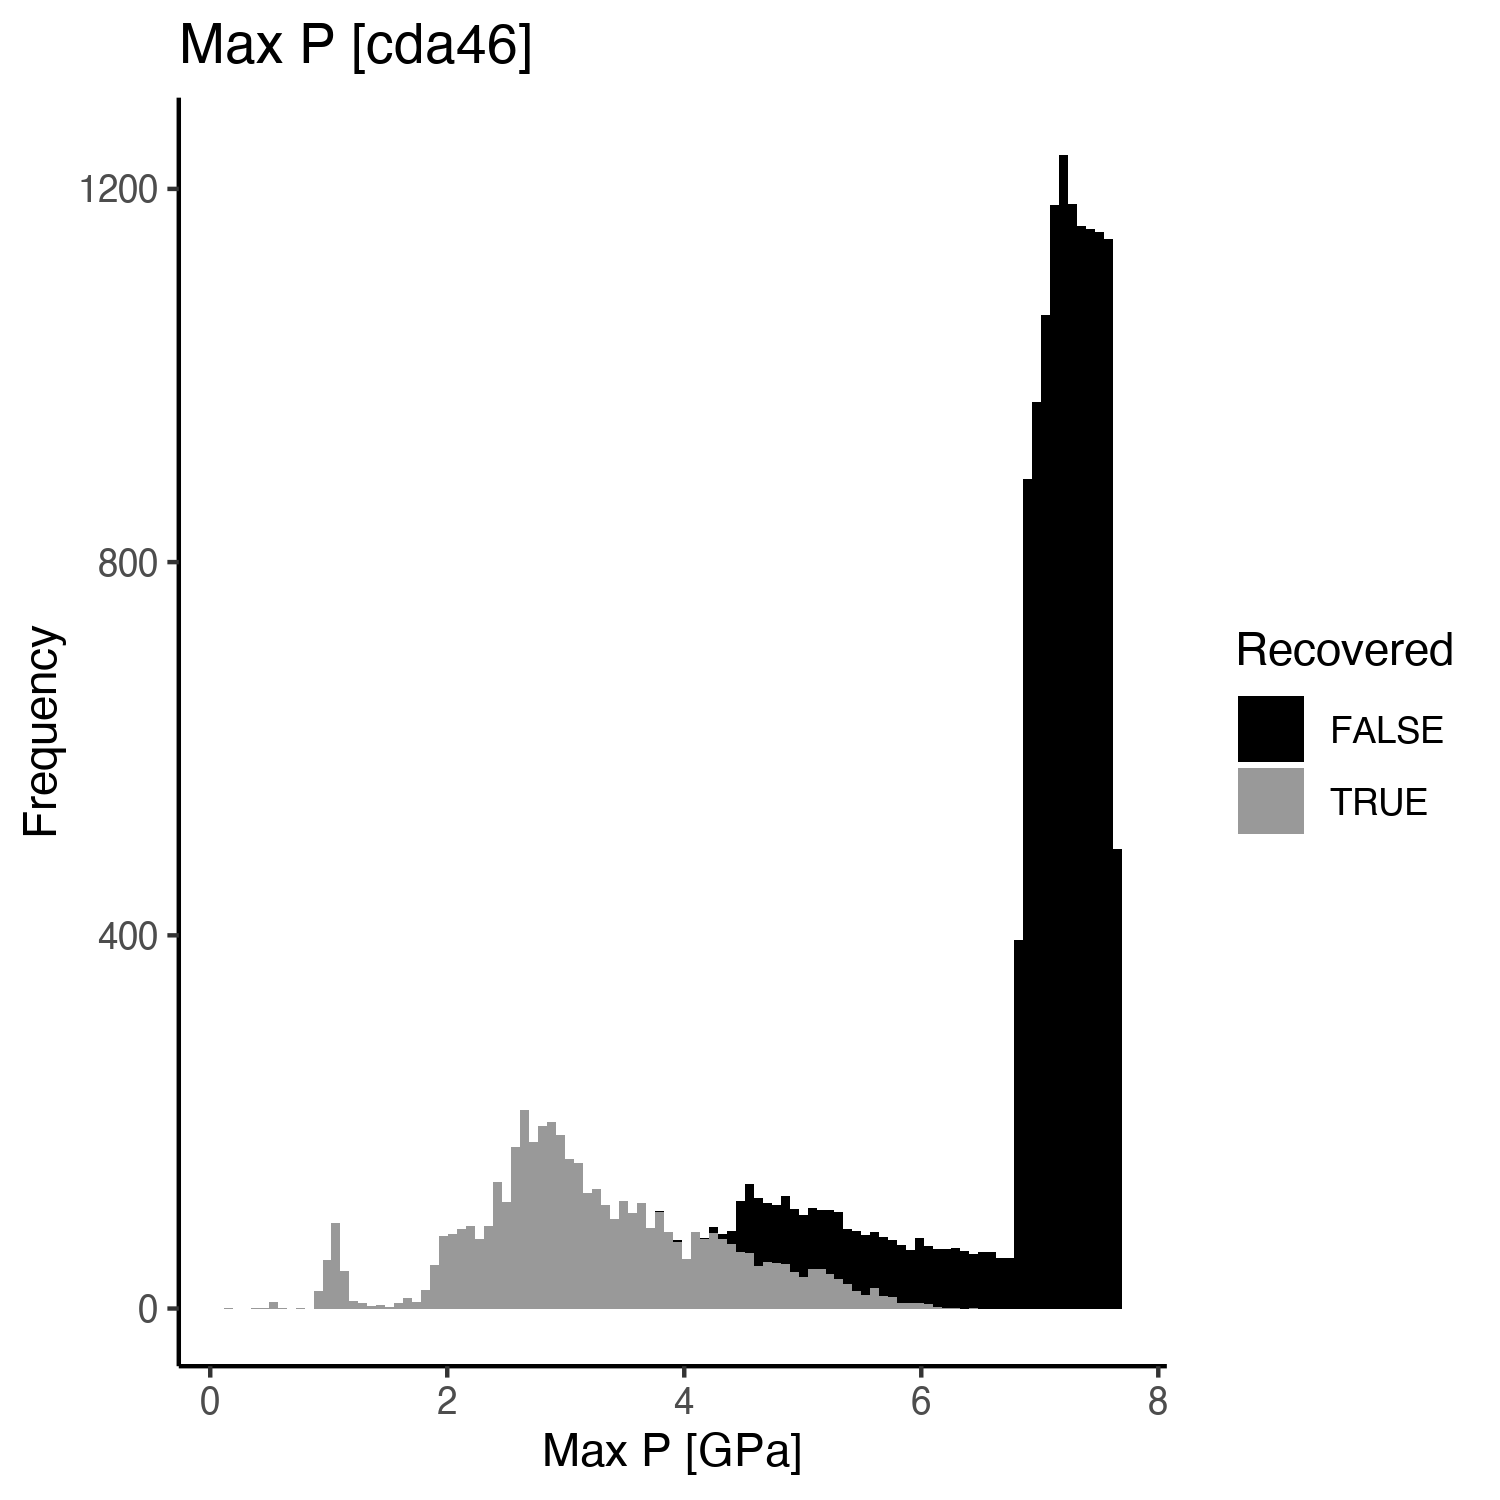 Max P [cda46]
1200
800
400
0
Frequency
0 2 4 6 8
Max P [GPa]
Recovered
FALSE
TRUE